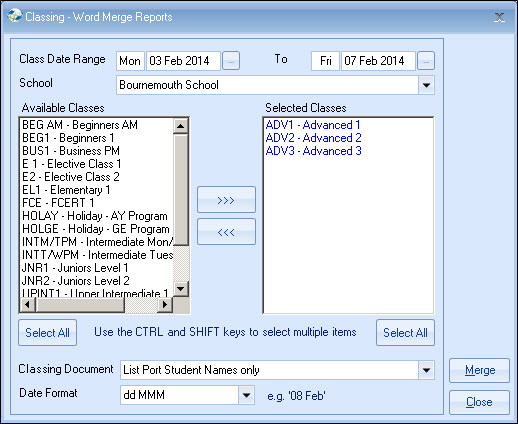 Classing - Word Merge Reports
Class Date Range Mon 03 Feb 2014 ... To Fri 07 Feb 2014 ...
School Bournemouth School
Available Classes
BEG AM - Beginners AM
BEG1 - Beginners 1
BUS1 - Business PM
E 1 - Elective Class 1
E2 - Elective Class 2
EL1 - Elementary 1
FCE - FCERT 1
HOLAY - Holiday - AY Program
HOLGE - Holiday - GE Program
INTM/TPM - Intermediate Mon/
INTT/WPM - Intermediate Tues
JNR1 - Juniors Level 1
JNR2 - Juniors Level 2
UPINT1 - Upper Intermediate 1
>>>
<<<
Selected Classes
ADV1 - Advanced 1
ADV2 - Advanced 2
ADV3 - Advanced 3
Select All Use the CTRL and SHIFT keys to select multiple items Select All
Classing Document List Port Student Names only
Date Format dd MMM e.g. '08 Feb'
Merge
Close